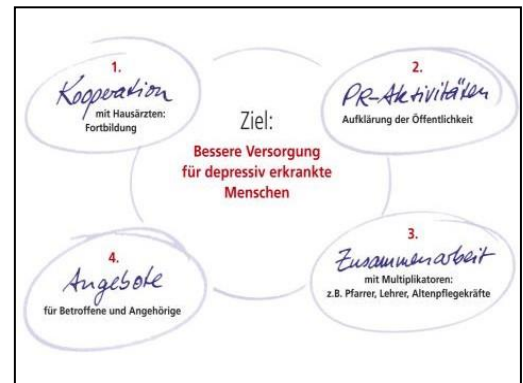 Ziel:
Bessere Versorgung
für depressiv erkrankte
Menschen
1.
Kooperation
mit Hausärzten:
Fortbildung
2.
PR-Aktivitäten
Aufklärung der Öffentlichkeit
3.
Zusammenarbeit
mit Multiplikatoren:
z.B. Pfarrer, Lehrer, Altenpflegekräfte
4.
Angebote
für Betroffene und Angehörige